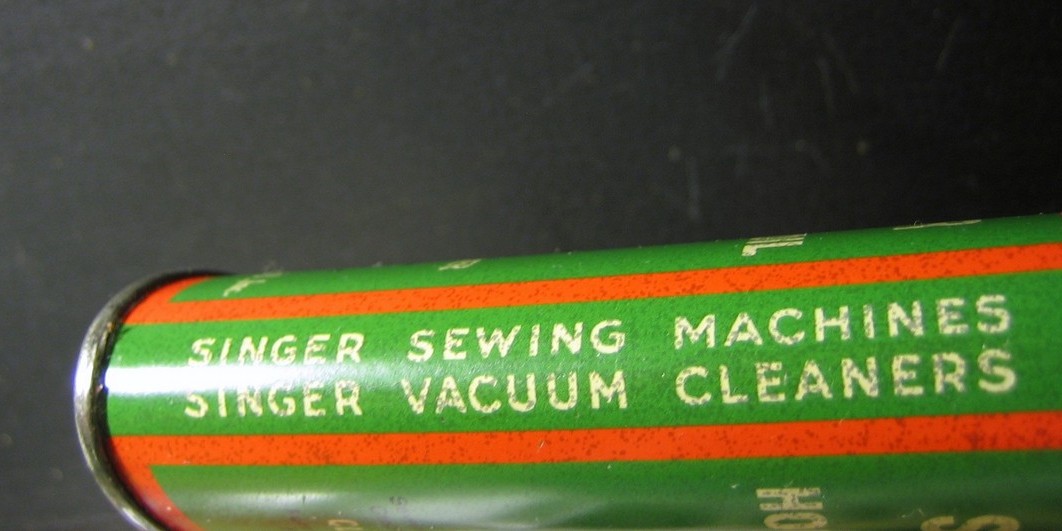 SINGER SEWING MACHINES
SINGER VACUUM CLEANERS